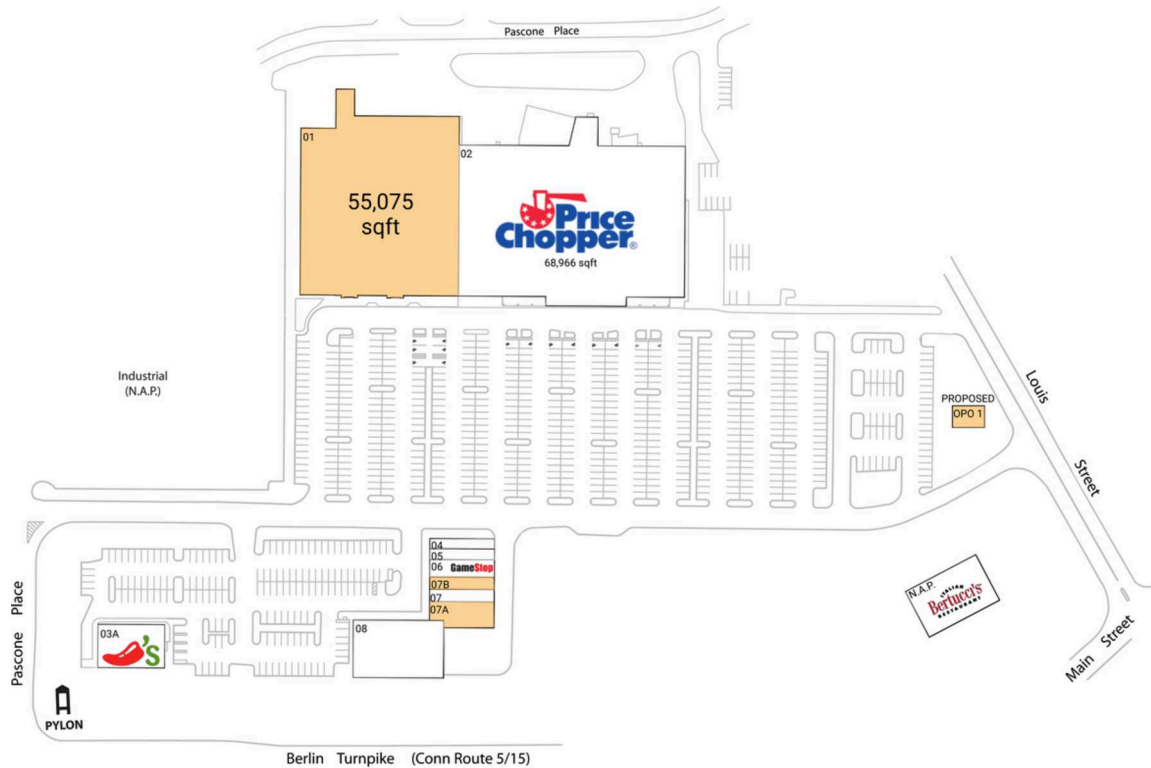 Pascone Place
01
55,075
sqft
02
Price
Chopper®
68,966 sqft
Industrial
(N.A.P.)
PROPOSED
OPO 1
Louis Street
04
05
06 GameStop
07B
07
07A
08
03A
'S
N.A.P.
ITALIAN
Bertucci's
RESTAURANT
Main Street
Pascone Place
PYLON
Berlin Turnpike (Conn Route 5/15)